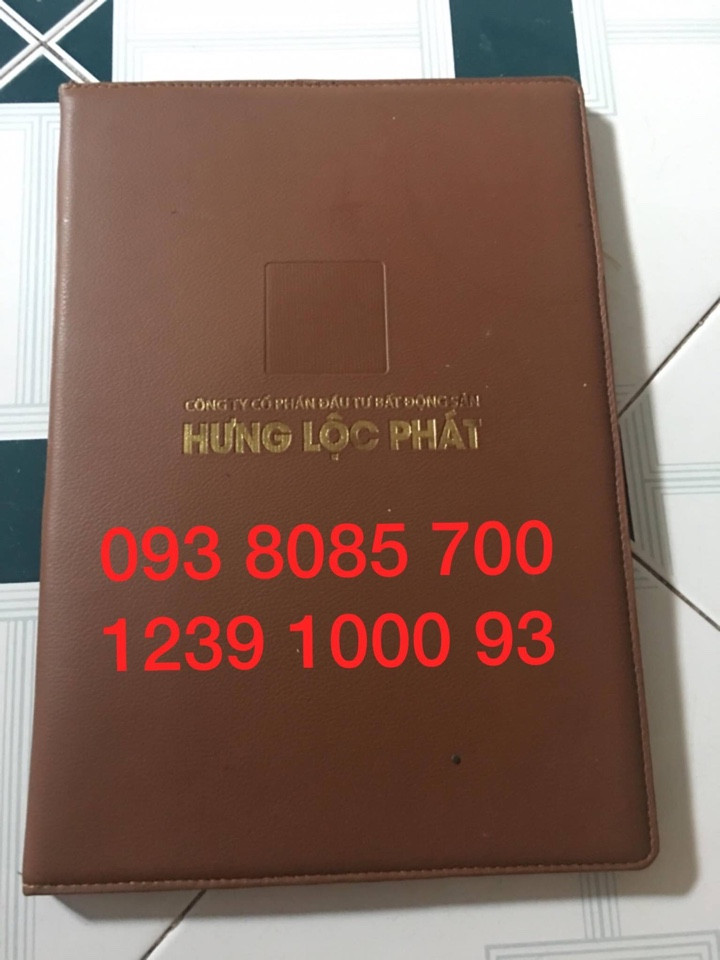 CÔNG TY CỔ PHẦN ĐẦU TƯ BẤT ĐỘNG SẢN
HƯNG LỘC PHÁT
093 8085 700
1239 1000 93